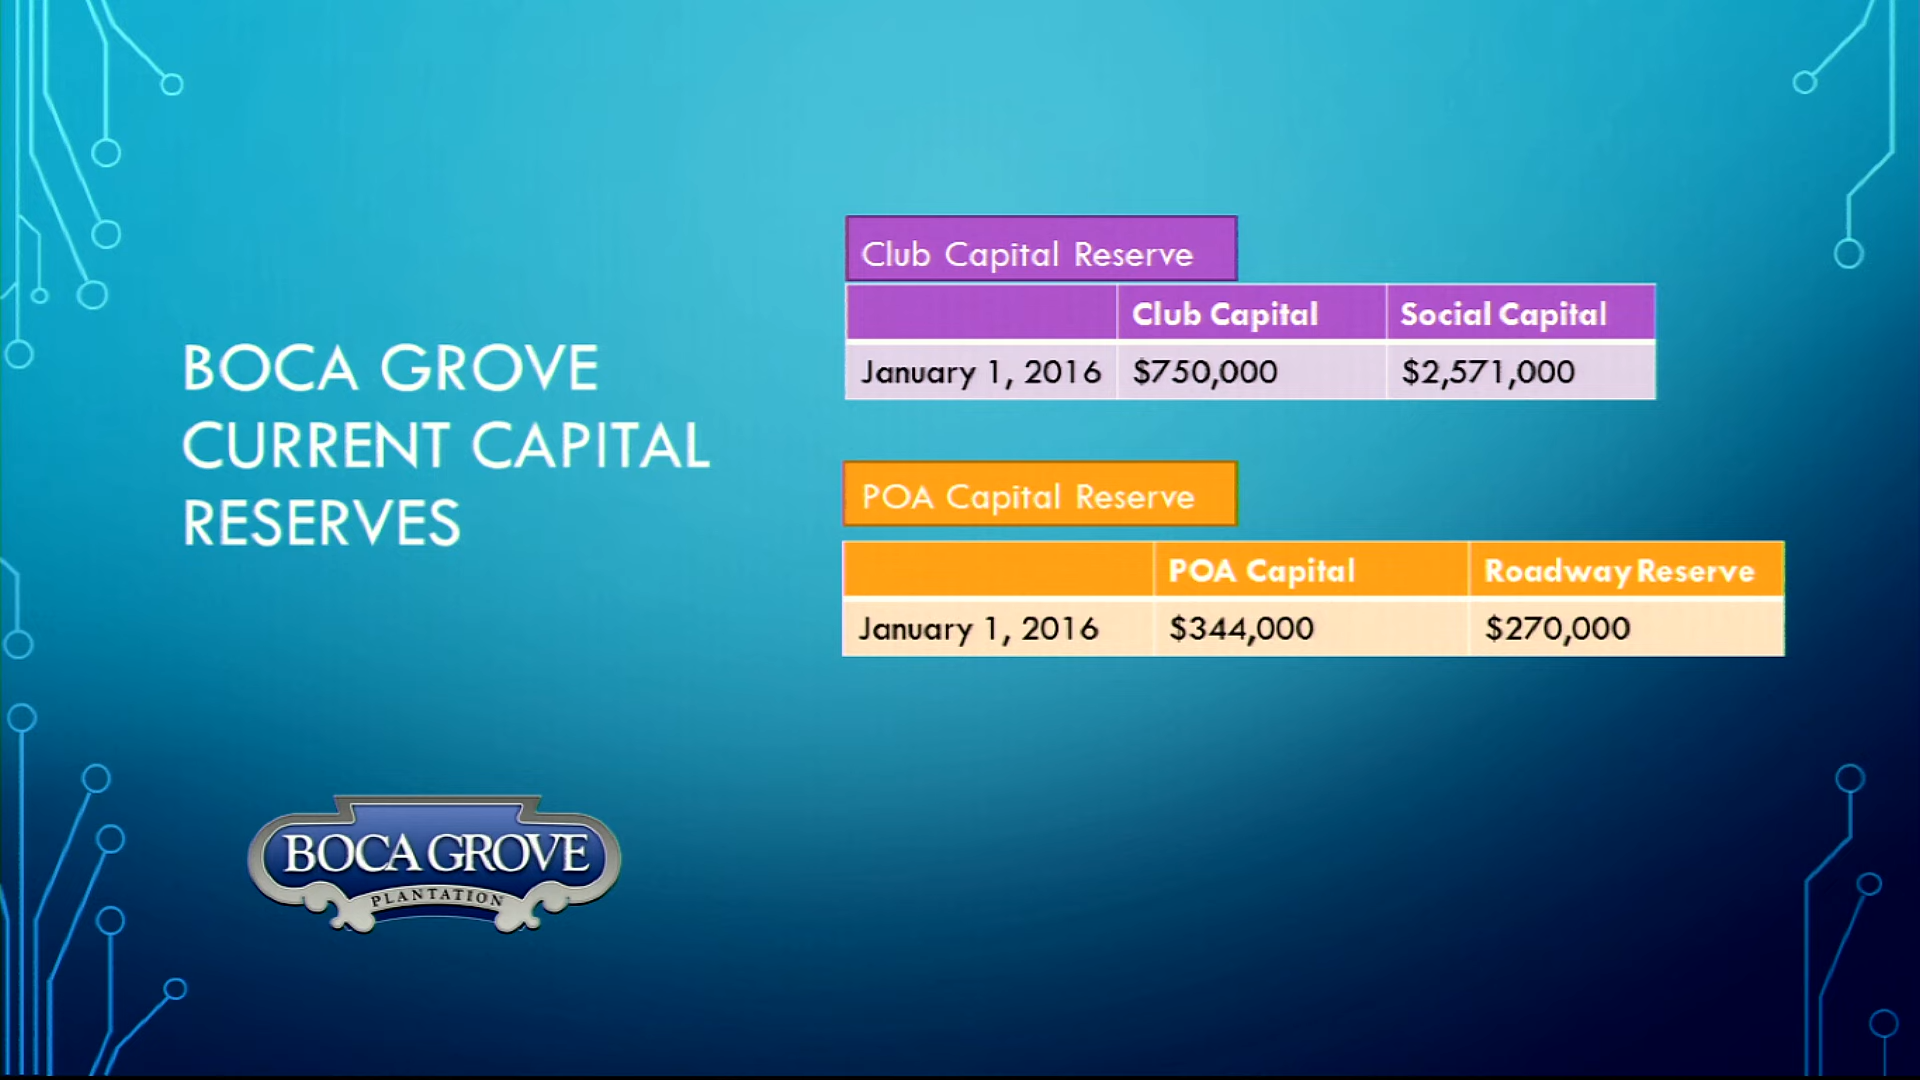 BOCA GROVE
CURRENT CAPITAL
RESERVES
Club Capital Reserve
Club Capital Social Capital
January 1, 2016 $750,000 $2,571,000
POA Capital Reserve
POA Capital Roadway Reserve
January 1, 2016 $344,000 $270,000
BOCA GROVE
PLANTATION